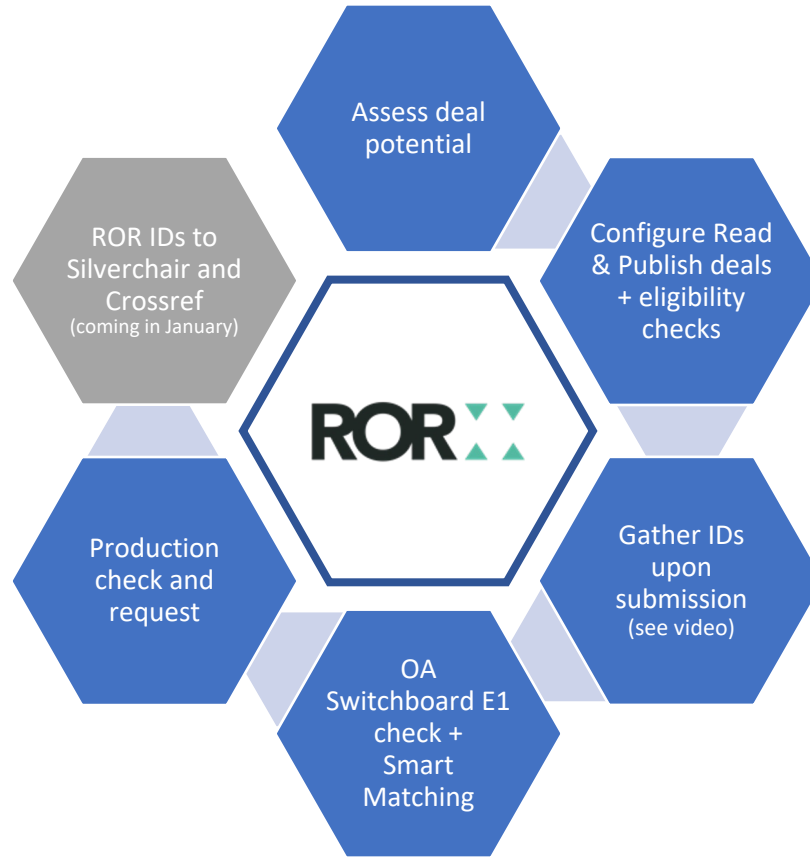 Assess deal
potential
Configure Read
& Publish deals
+ eligibility
checks
Gather IDs
upon
submission
(see video)
OA
Switchboard E1
check +
Smart
Matching
Production
check and
request
ROR IDs to
Silverchair and
Crossref
(coming in January)
ROR